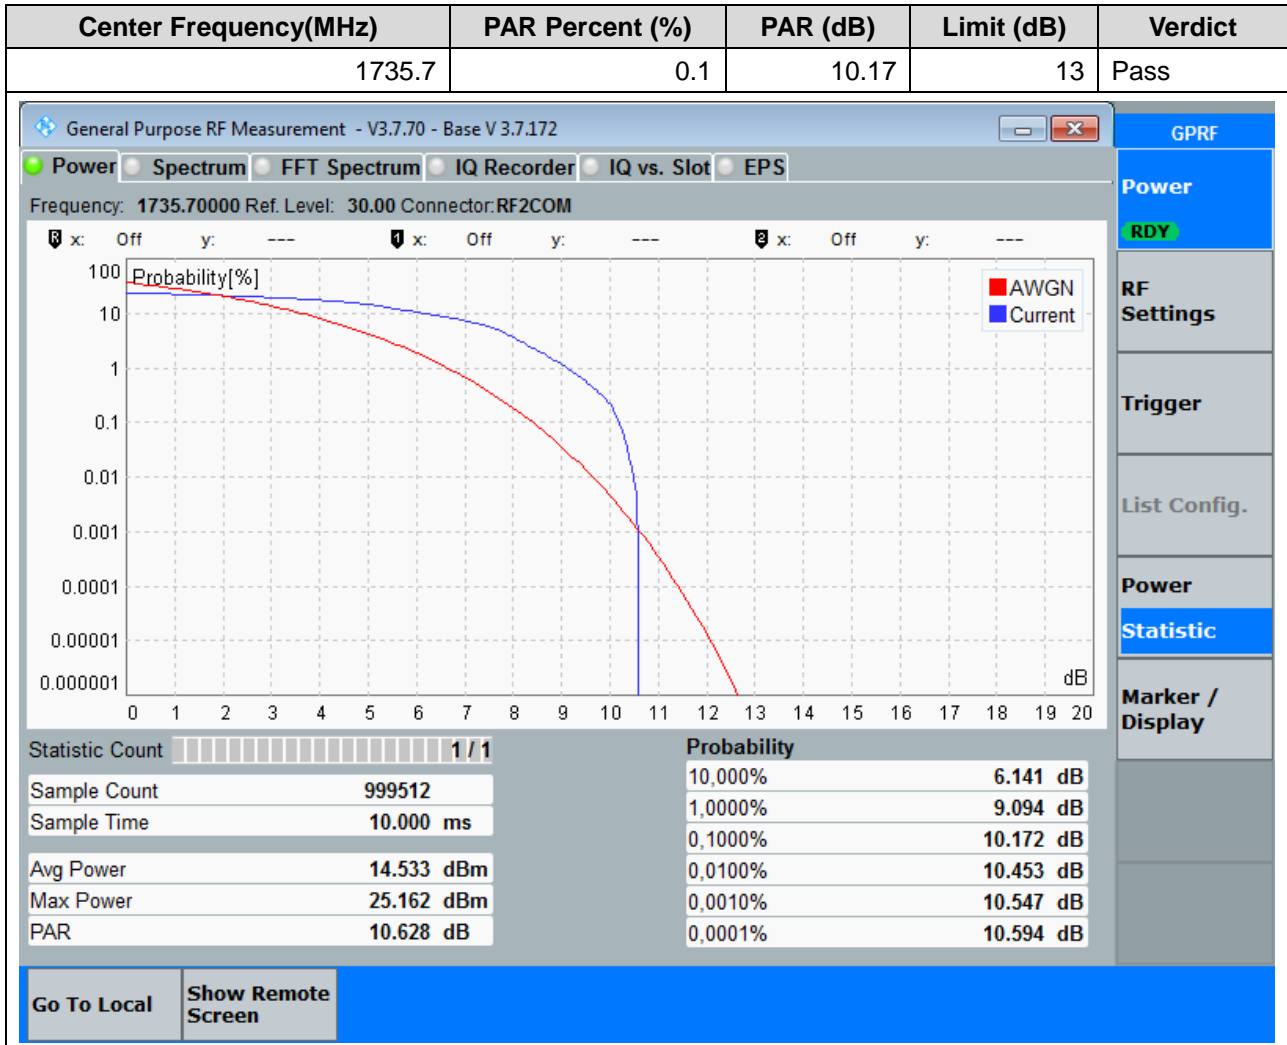 Center Frequency(MHz) PAR Percent (%) PAR (dB) Limit (dB) Verdict
1735.7 0.1 10.17 13 Pass
General Purpose RF Measurement - V3.7.70 - Base V 3.7.172
GPRF
Power Spectrum FFT Spectrum IQ Recorder IQ vs. Slot EPS
Power
RDY
Frequency: 1735.70000 Ref. Level: 30.00 Connector:RF2COM
R x: Off y: --- 1 x: Off y: --- 2 x: Off y: ---
Probability[%]
100
10
1
0.1
0.01
0.001
0.0001
0.00001
0.000001
AWGN
Current
dB
0 1 2 3 4 5 6 7 8 9 10 11 12 13 14 15 16 17 18 19 20
RF
Settings
Trigger
List Config.
Power
Statistic
Marker /
Display
Statistic Count 1 / 1
Sample Count 999512
Sample Time 10.000 ms
Avg Power 14.533 dBm
Max Power 25.162 dBm
PAR 10.628 dB
Probability
10,000% 6.141 dB
1,0000% 9.094 dB
0,1000% 10.172 dB
0,0100% 10.453 dB
0,0010% 10.547 dB
0,0001% 10.594 dB
Go To Local
Show Remote
Screen